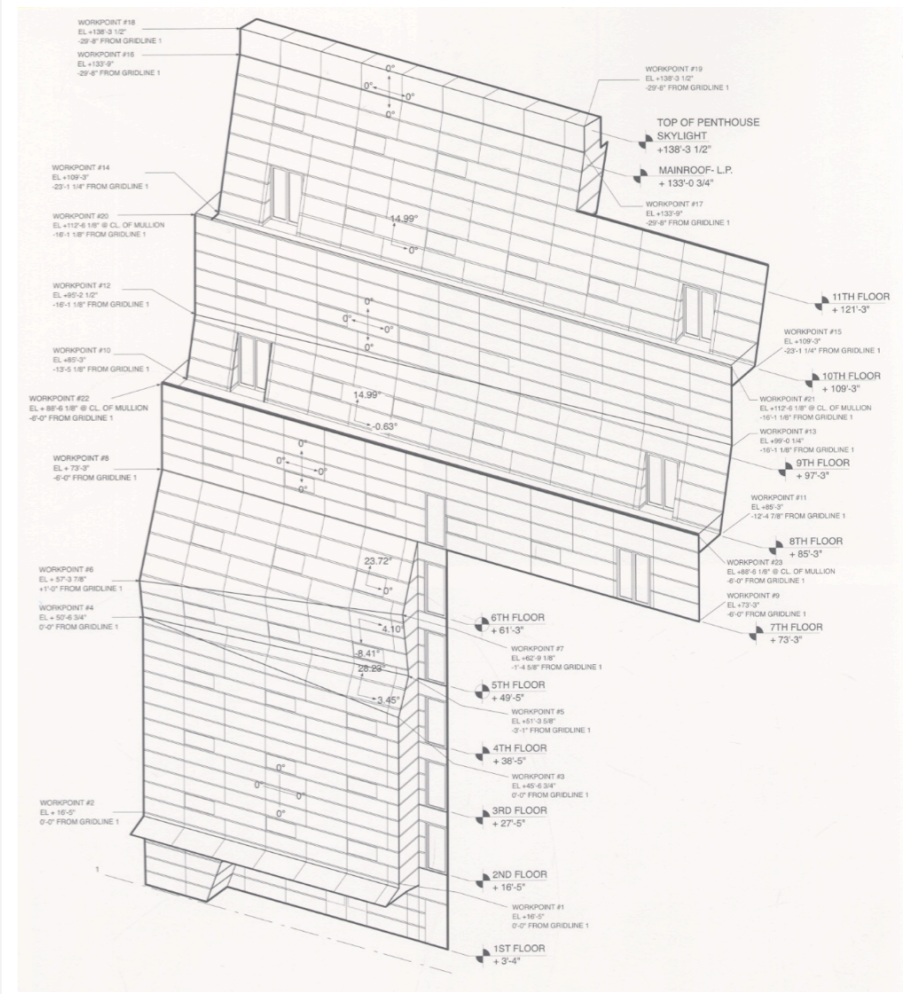 WORKPOINT #18
EL +138'-3 1/2"
-29'-8" FROM GRIDLINE 1
WORKPOINT #16
EL +133'-9"
-29'-8" FROM GRIDLINE 1
WORKPOINT #19
EL +138'-3 1/2"
-29'-8" FROM GRIDLINE 1
0°
0°
0°
0°
TOP OF PENTHOUSE
SKYLIGHT
+138'-3 1/2"
MAINROOF- L.P.
+ 133'-0 3/4"
WORKPOINT #14
EL +109'-3"
-23'-1 1/4" FROM GRIDLINE 1
WORKPOINT #17
EL +133'-9"
-29'-8" FROM GRIDLINE 1
WORKPOINT #20
EL +112'-6 1/8" @ CL. OF MULLION
-16'-1 1/8" FROM GRIDLINE 1
14.99°
0°
WORKPOINT #12
EL +95'-2 1/2"
-16'-1 1/8" FROM GRIDLINE 1
11TH FLOOR
+ 121'-3"
0°
0°
0°
0°
WORKPOINT #15
EL +109'-3"
-23'-1 1/4" FROM GRIDLINE 1
WORKPOINT #10
EL +85'-3"
-13'-5 1/8" FROM GRIDLINE 1
10TH FLOOR
+ 109'-3"
WORKPOINT #22
EL + 88'-6 1/8" @ CL. OF MULLION
-6'-0" FROM GRIDLINE 1
14.99°
-0.63°
WORKPOINT #21
EL +112'-6 1/8" @ CL. OF MULLION
-16'-1 1/8" FROM GRIDLINE 1
WORKPOINT #13
EL +99'-0 1/4"
-16'-1 1/8" FROM GRIDLINE 1
WORKPOINT #8
EL + 73'-3"
-6'-0" FROM GRIDLINE 1
0°
0°
0°
0°
9TH FLOOR
+ 97'-3"
WORKPOINT #11
EL +85'-3"
-12'-4 7/8" FROM GRIDLINE 1
8TH FLOOR
+ 85'-3"
WORKPOINT #23
EL +88'-6 1/8" @ CL. OF MULLION
-6'-0" FROM GRIDLINE 1
WORKPOINT #6
EL + 57'-3 7/8"
+1'-0" FROM GRIDLINE 1
23.72°
0°
WORKPOINT #9
EL +73'-3"
-6'-0" FROM GRIDLINE 1
WORKPOINT #4
EL + 50'-6 3/4"
0'-0" FROM GRIDLINE 1
6TH FLOOR
+ 61'-3"
7TH FLOOR
+ 73'-3"
4.10°
-8.41°
WORKPOINT #7
EL +62'-9 1/8"
-1'-4 5/8" FROM GRIDLINE 1
28.23°
3.45°
5TH FLOOR
+ 49'-5"
WORKPOINT #5
EL +51'-3 5/8"
-3'-1" FROM GRIDLINE 1
4TH FLOOR
+ 38'-5"
0°
0°
0°
0°
WORKPOINT #3
EL +45'-6 3/4"
0'-0" FROM GRIDLINE 1
WORKPOINT #2
EL + 16'-5"
0'-0" FROM GRIDLINE 1
3RD FLOOR
+ 27'-5"
1
2ND FLOOR
+ 16'-5"
WORKPOINT #1
EL +16'-5"
0'-0" FROM GRIDLINE 1
1ST FLOOR
+ 3'-4"